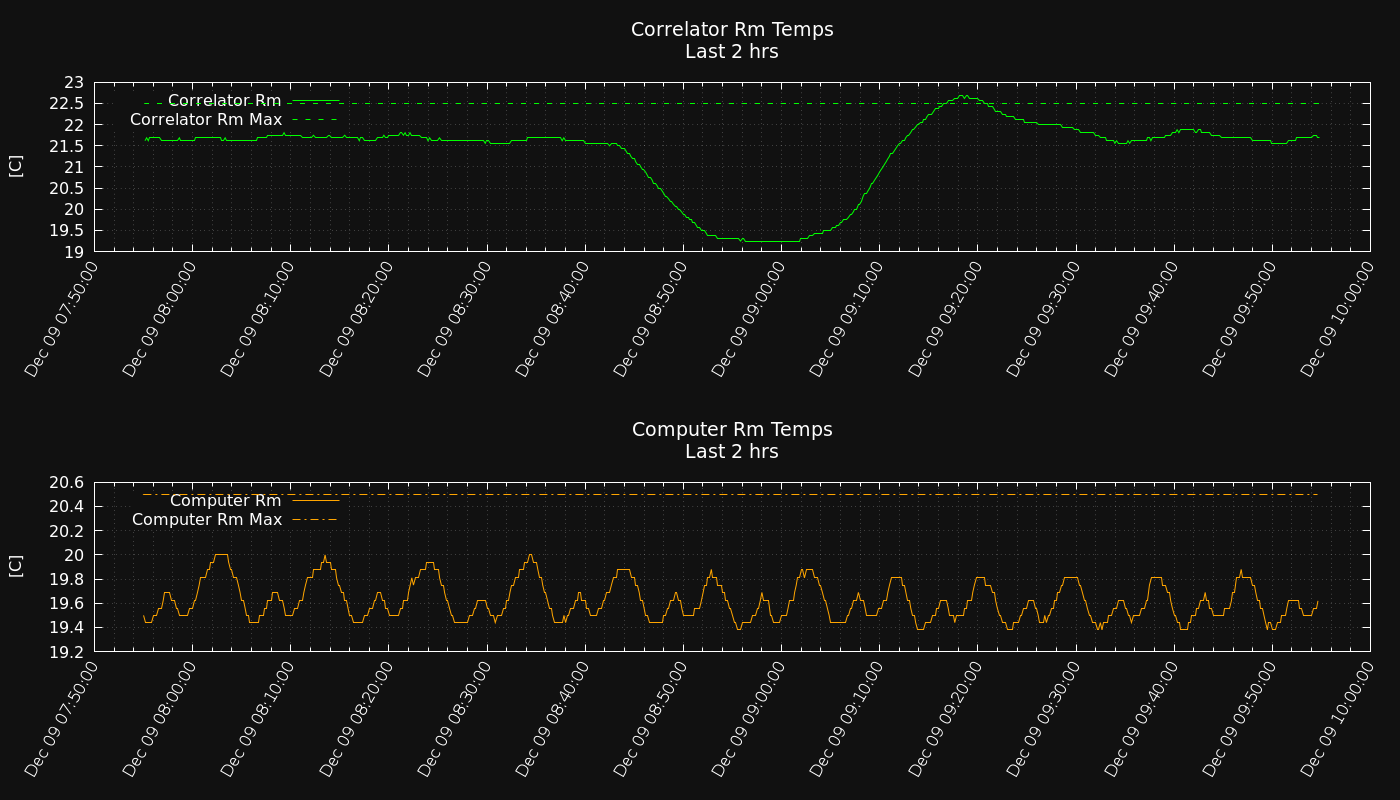 Correlator Rm Temps
Last 2 hrs
23
22.5
22
21.5
21
20.5
20
19.5
19
[C]
Correlator Rm
Correlator Rm Max
Dec 09 07:50:00
Dec 09 08:00:00
Dec 09 08:10:00
Dec 09 08:20:00
Dec 09 08:30:00
Dec 09 08:40:00
Dec 09 08:50:00
Dec 09 09:00:00
Dec 09 09:10:00
Dec 09 09:20:00
Dec 09 09:30:00
Dec 09 09:40:00
Dec 09 09:50:00
Dec 09 10:00:00
Computer Rm Temps
Last 2 hrs
20.6
20.4
20.2
20
19.8
19.6
19.4
19.2
[C]
Computer Rm
Computer Rm Max
Dec 09 07:50:00
Dec 09 08:00:00
Dec 09 08:10:00
Dec 09 08:20:00
Dec 09 08:30:00
Dec 09 08:40:00
Dec 09 08:50:00
Dec 09 09:00:00
Dec 09 09:10:00
Dec 09 09:20:00
Dec 09 09:30:00
Dec 09 09:40:00
Dec 09 09:50:00
Dec 09 10:00:00